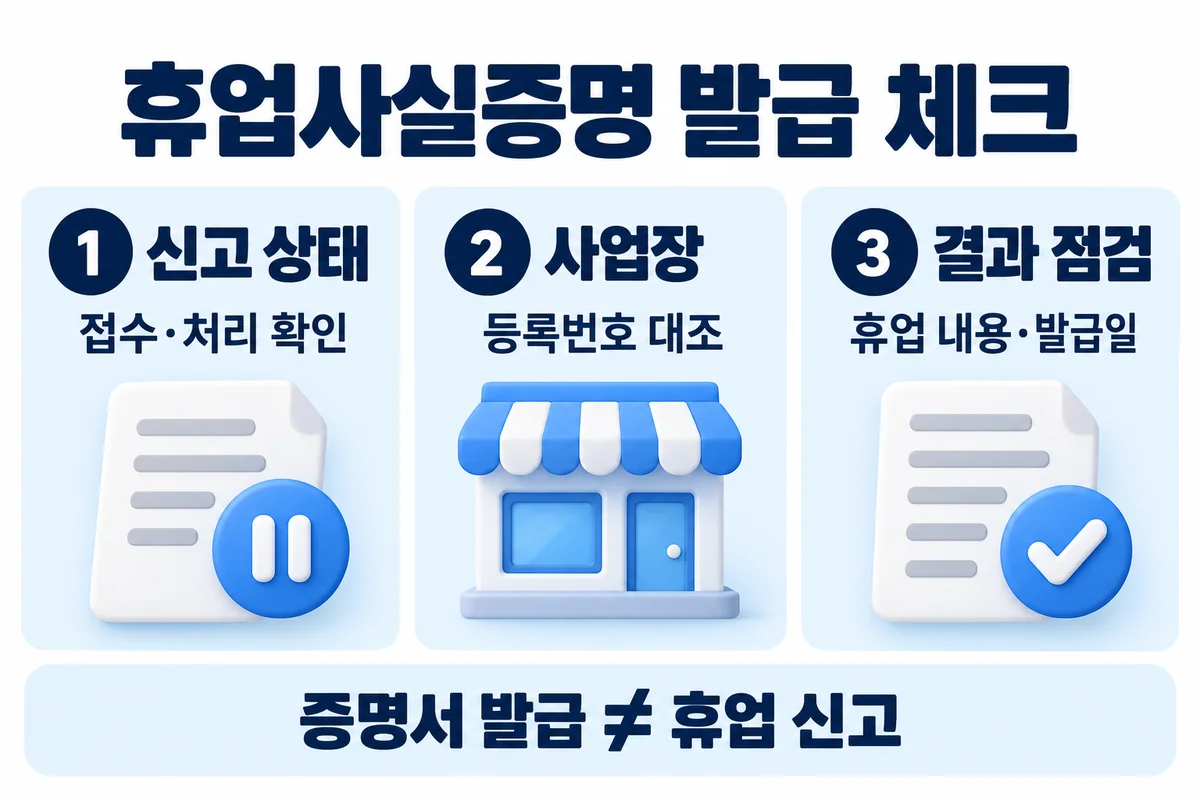 휴업사실증명 발급 체크
1 신고 상태
접수·처리 확인
2 사업장
등록번호 대조
3 결과 점검
휴업 내용·발급일
증명서 발급 ≠ 휴업 신고